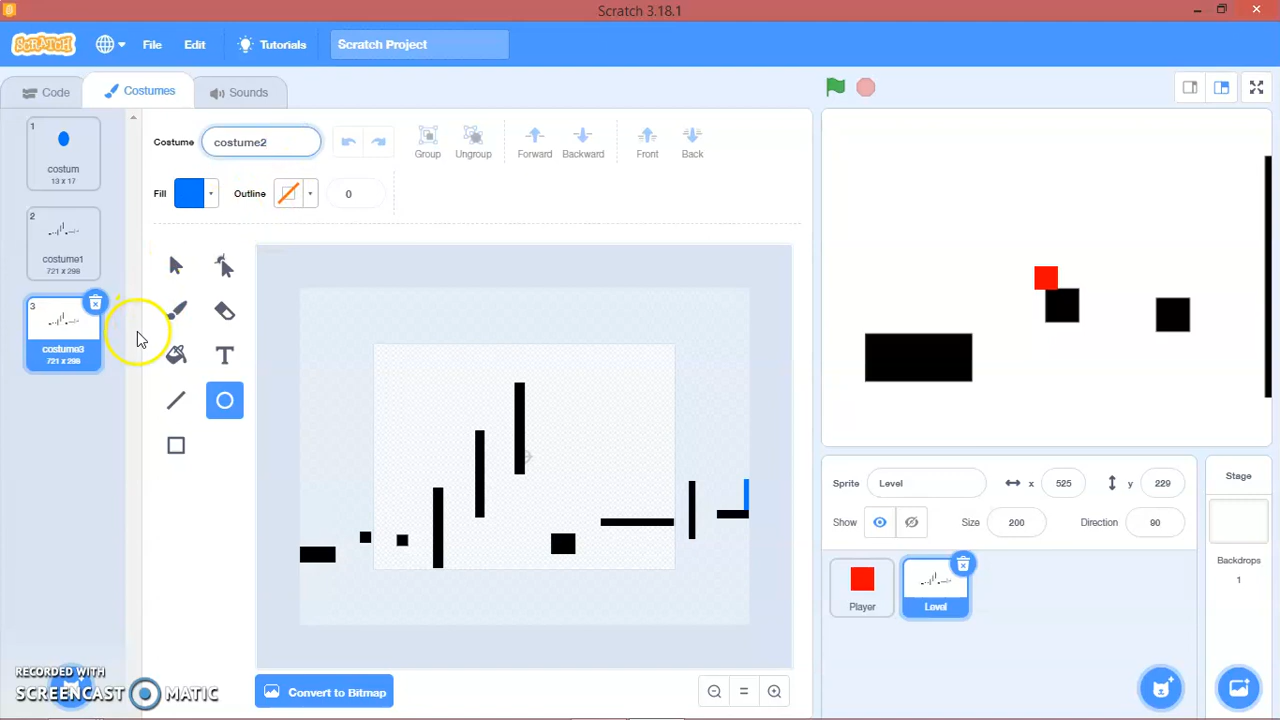 Scratch 3.18.1
SCRATCH File Edit Tutorials Scratch Project
Code Costumes Sounds
1
costum
13 x 17
2
costume1
721 x 298
3
costume3
721 x 298
Costume costume2
Group Ungroup Forward Backward Front Back
Fill Outline 0
T
Convert to Bitmap
Sprite Level x 525 y 229
Show Size 200 Direction 90
Player
Level
Stage
Backdrops
1
RECORDED WITH
SCREENCAST MATIC